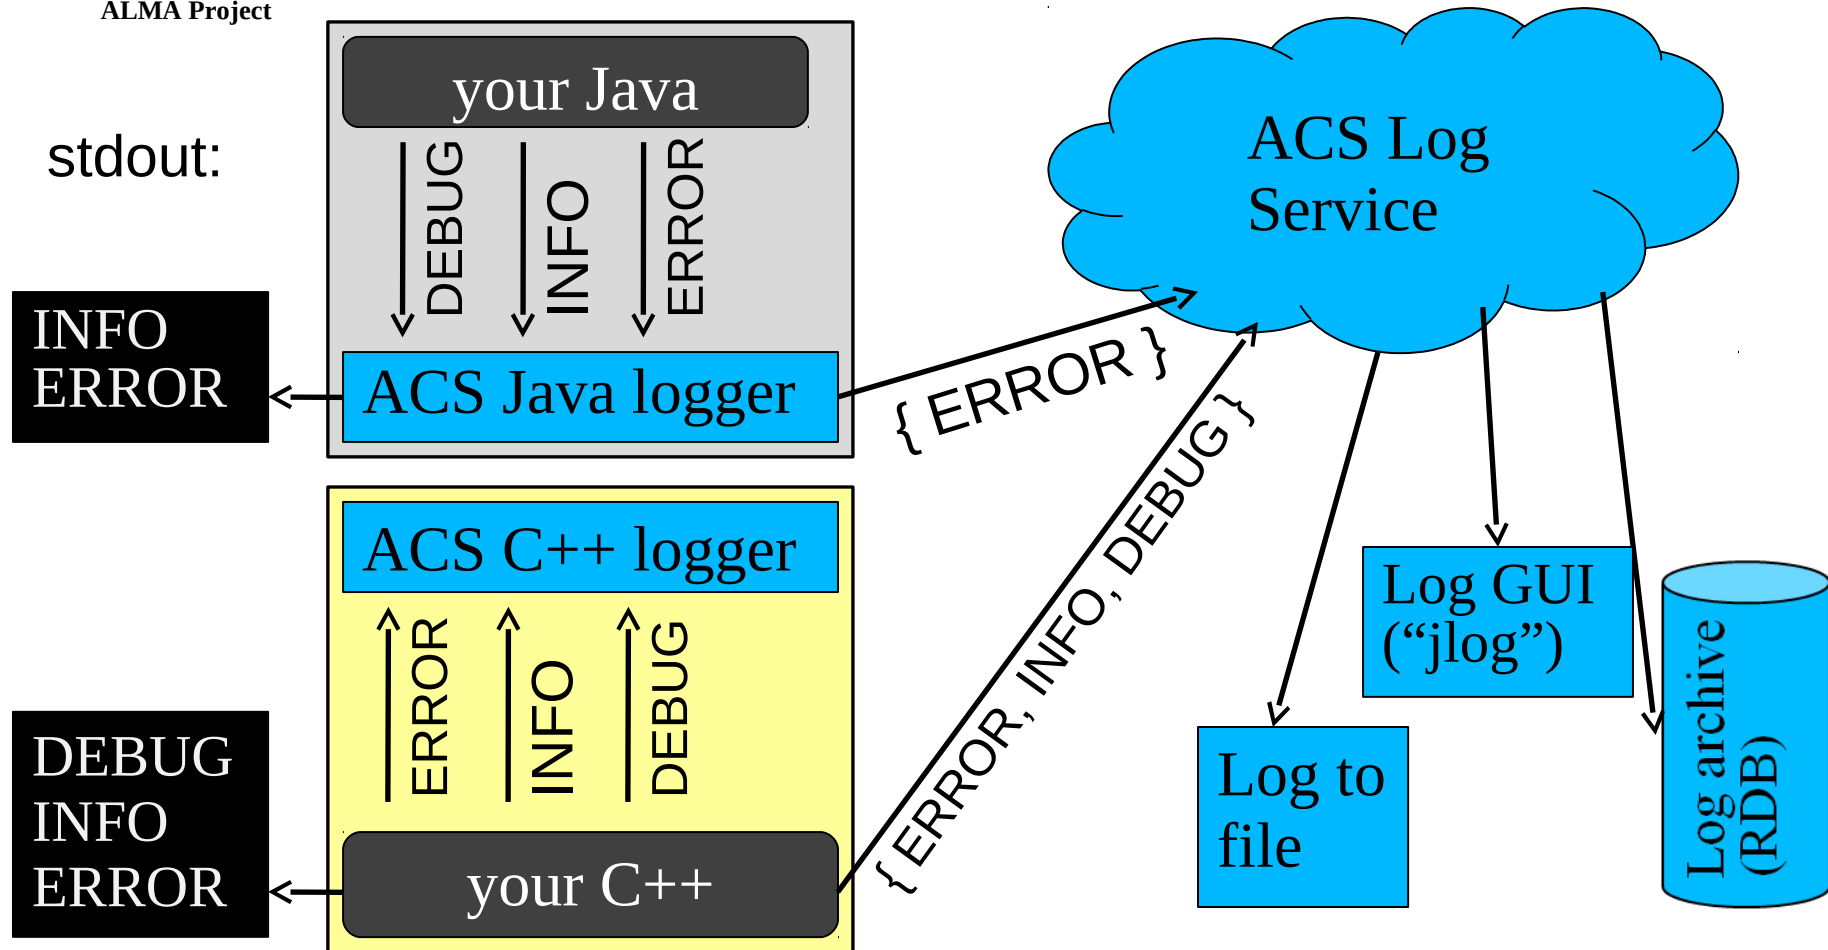 ALMA Project
stdout:
your Java
DEBUG
INFO
ERROR
INFO
ERROR
ACS Java logger
{ ERROR }
ACS Log
Service
ACS C++ logger
ERROR
INFO
DEBUG
{ ERROR, INFO, DEBUG }
DEBUG
INFO
ERROR
your C++
Log to
file
Log GUI
(“jlog”)
Log archive
(RDB)